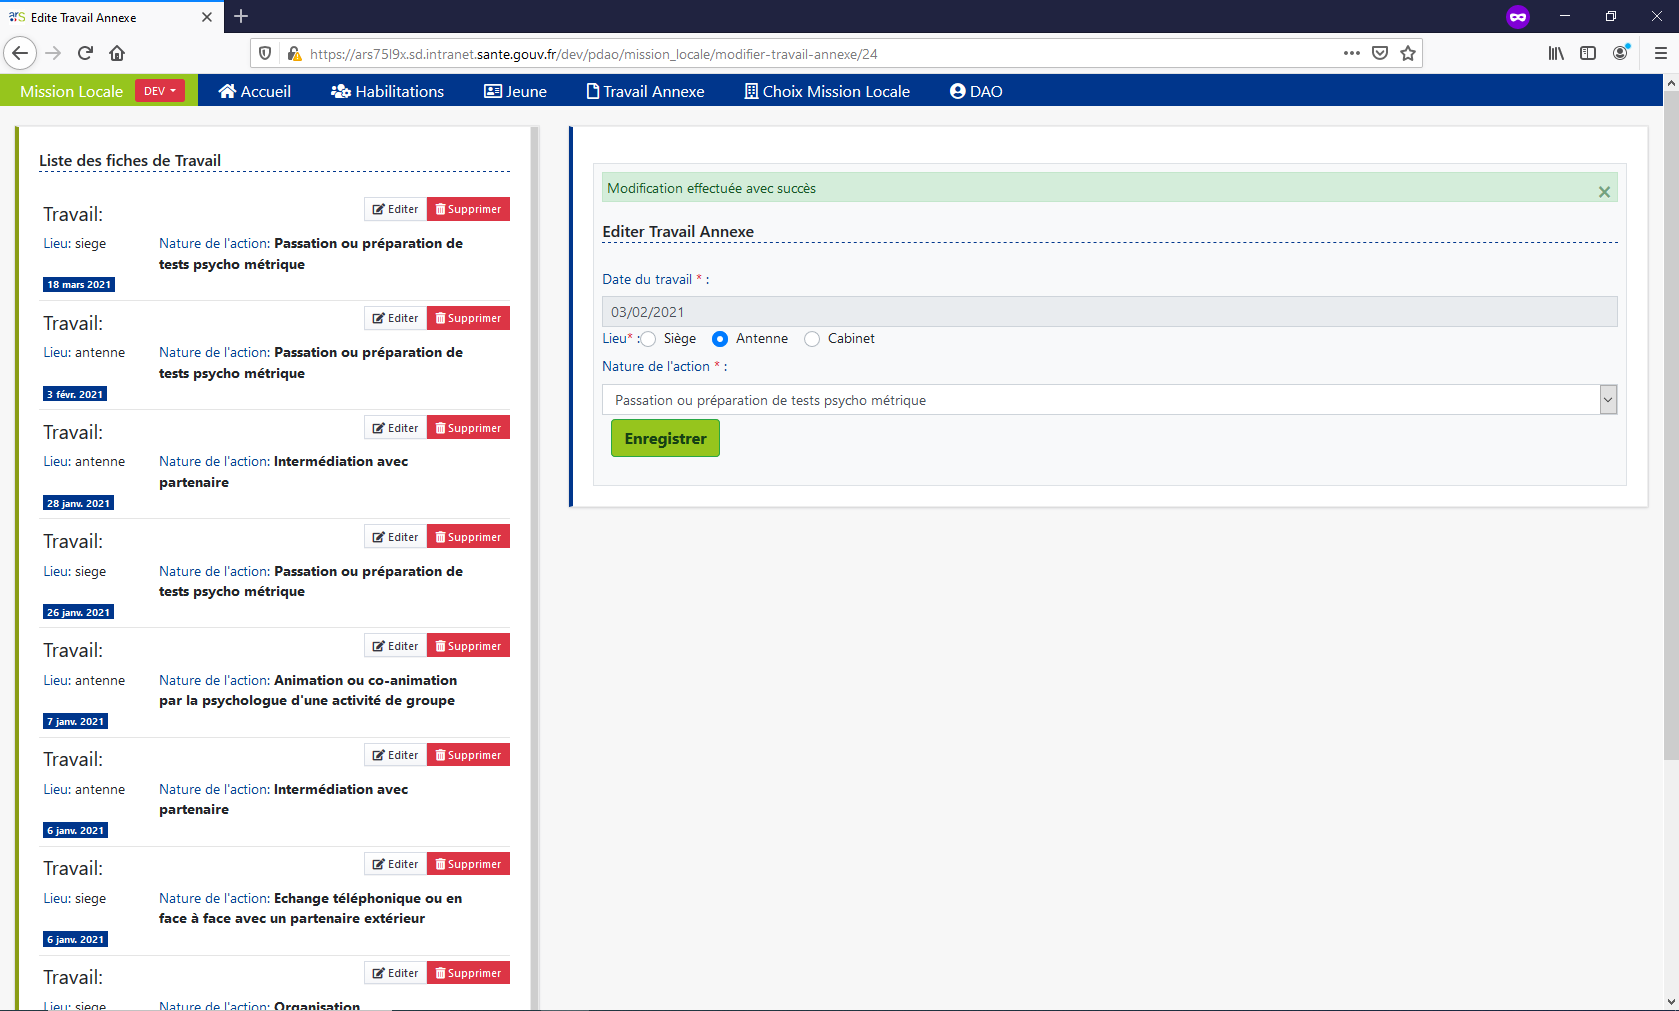 arS Edite Travail Annexe
https://ars75l9x.sd.intranet.sante.gouv.fr/dev/pdao/mission_locale/modifier-travail-annexe/24
Mission Locale DEV Accueil Habilitations Jeune Travail Annexe Choix Mission Locale DAO
Liste des fiches de Travail
Travail:
Editer Supprimer
Lieu: siege
Nature de l'action: Passation ou préparation de
tests psycho métrique
18 mars 2021
Travail:
Editer Supprimer
Lieu: antenne
Nature de l'action: Passation ou préparation de
tests psycho métrique
3 févr. 2021
Travail:
Editer Supprimer
Lieu: antenne
Nature de l'action: Intermédiation avec
partenaire
28 janv. 2021
Travail:
Editer Supprimer
Lieu: siege
Nature de l'action: Passation ou préparation de
tests psycho métrique
26 janv. 2021
Travail:
Editer Supprimer
Lieu: antenne
Nature de l'action: Animation ou co-animation
par la psychologue d'une activité de groupe
7 janv. 2021
Travail:
Editer Supprimer
Lieu: antenne
Nature de l'action: Intermédiation avec
partenaire
6 janv. 2021
Travail:
Editer Supprimer
Lieu: siege
Nature de l'action: Echange téléphonique ou en
face à face avec un partenaire extérieur
6 janv. 2021
Travail:
Editer Supprimer
Lieu: siege
Nature de l'action: Organisation
Modification effectuée avec succès
×
Editer Travail Annexe
Date du travail * :
03/02/2021
Lieu* : Siège Antenne Cabinet
Nature de l'action * :
Passation ou préparation de tests psycho métrique
Enregistrer